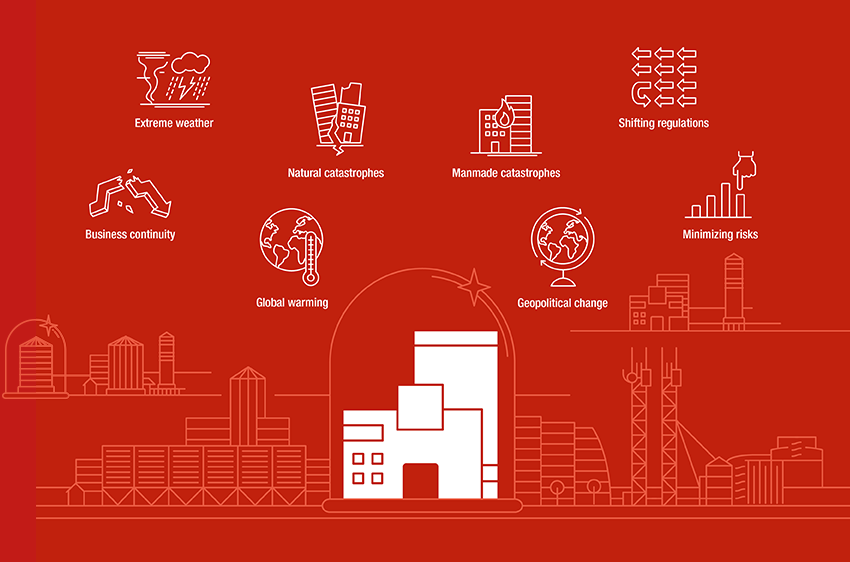 Extreme weather
Shifting regulations
Natural catastrophes
Manmade catastrophes
Business continuity
Minimizing risks
Global warming
Geopolitical change